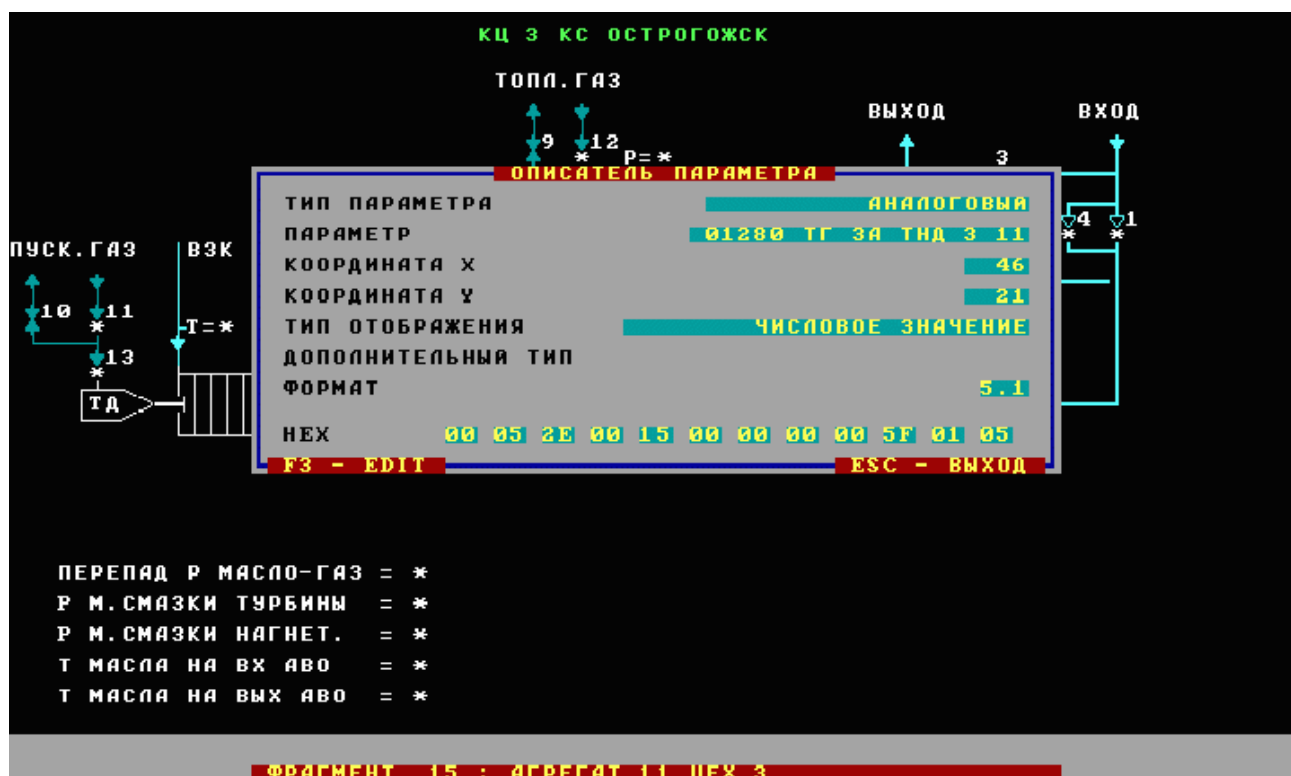 КЦ 3 КС ОСТРОГОЖСК
ТОПЛ.ГАЗ
ВЫХОД ВХОД
9 12 P=* 3
*
ОПИСАТЕЛЬ ПАРАМЕТРА
ТИП ПАРАМЕТРА АНАЛОГОВЫЙ
ПАРАМЕТР 01280 ТГ ЗА ТНД 3 11
4 1
* *
ПУСК.ГАЗ ВЗК
КООРДИНАТА X 46
КООРДИНАТА Y 21
10 11
*
T=*
ТИП ОТОБРАЖЕНИЯ ЧИСЛОВОЕ ЗНАЧЕНИЕ
13
*
ДОПОЛНИТЕЛЬНЫЙ ТИП
ФОРМАТ 5.1
ТД
HEX 00 05 2E 00 15 00 00 00 00 5F 01 05
F3 - EDIT ESC - ВЫХОД
ПЕРЕПАД Р МАСЛО-ГАЗ = *
Р М.СМАЗКИ ТУРБИНЫ = *
Р М.СМАЗКИ НАГНЕТ. = *
Т МАСЛА НА ВХ АВО = *
Т МАСЛА НА ВЫХ АВО = *
ФРАГМЕНТ 15 : АГРЕГАТ 11 ЦЕХ 3